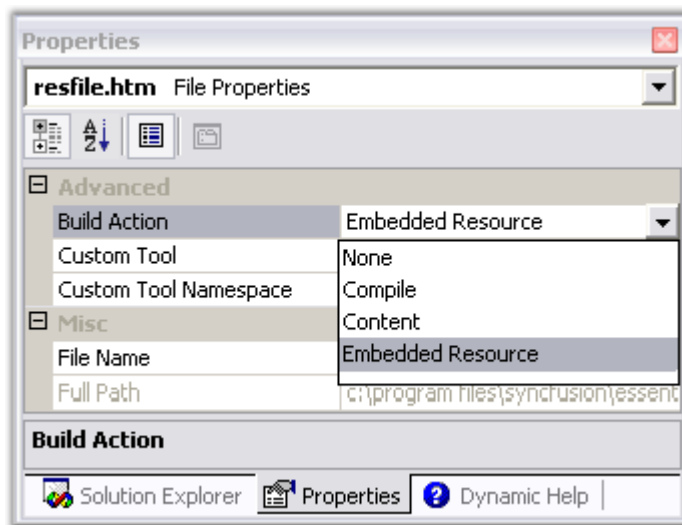 Properties
resfile.htm File Properties
Advanced
Build Action Embedded Resource
Custom Tool None
Custom Tool Namespace Compile
Misc Content
File Name Embedded Resource
Full Path c:\program files\syncfusion\essent
Build Action
Solution Explorer Properties Dynamic Help